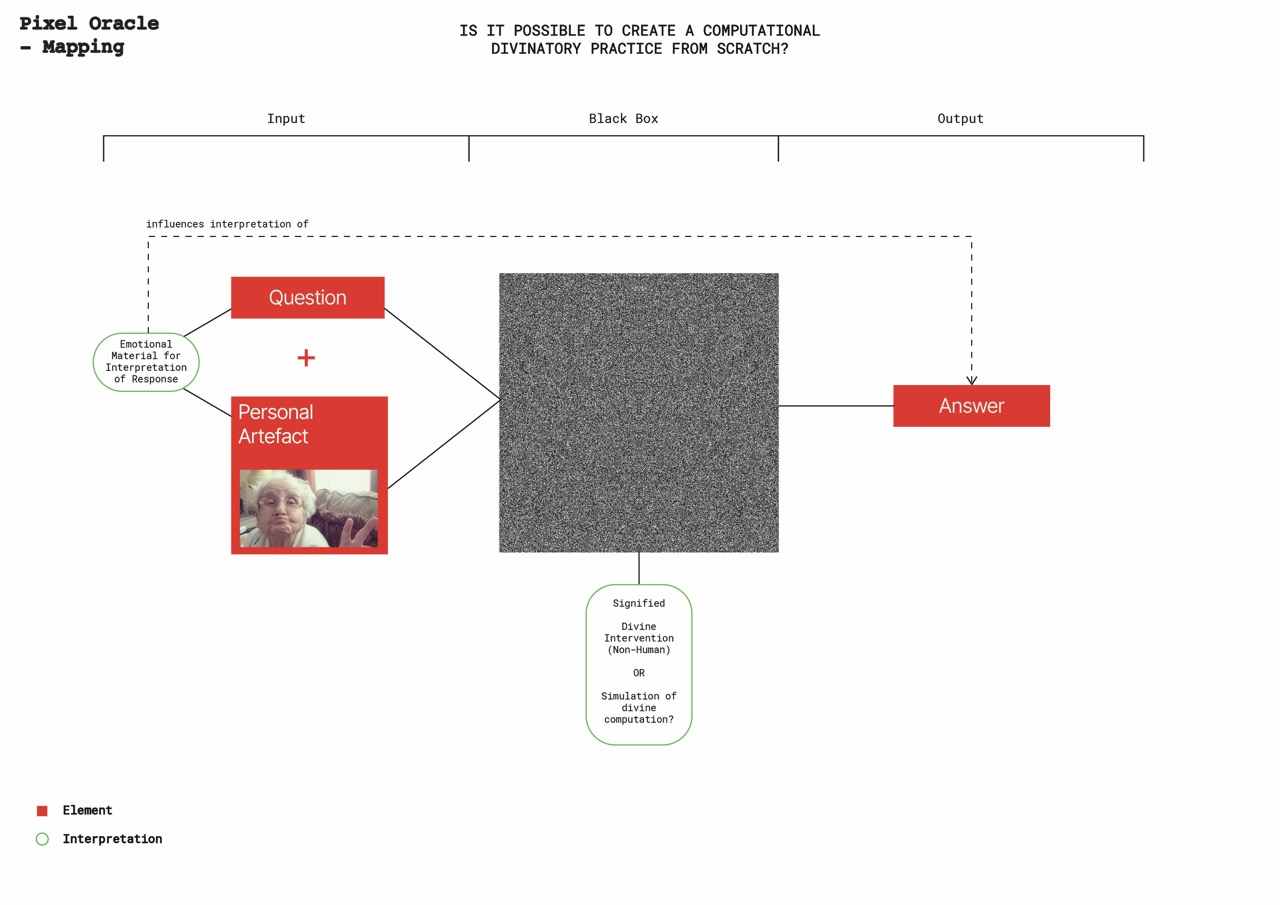 Pixel Oracle
– Mapping
IS IT POSSIBLE TO CREATE A COMPUTATIONAL
DIVINATORY PRACTICE FROM SCRATCH?
Input
Black Box
Output
influences interpretation of
Question
Emotional
Material for
Interpretation
of Response
+
Personal
Artefact
Answer
Signified
Divine
Intervention
(Non-Human)
OR
Simulation of
divine
computation?
Element
Interpretation